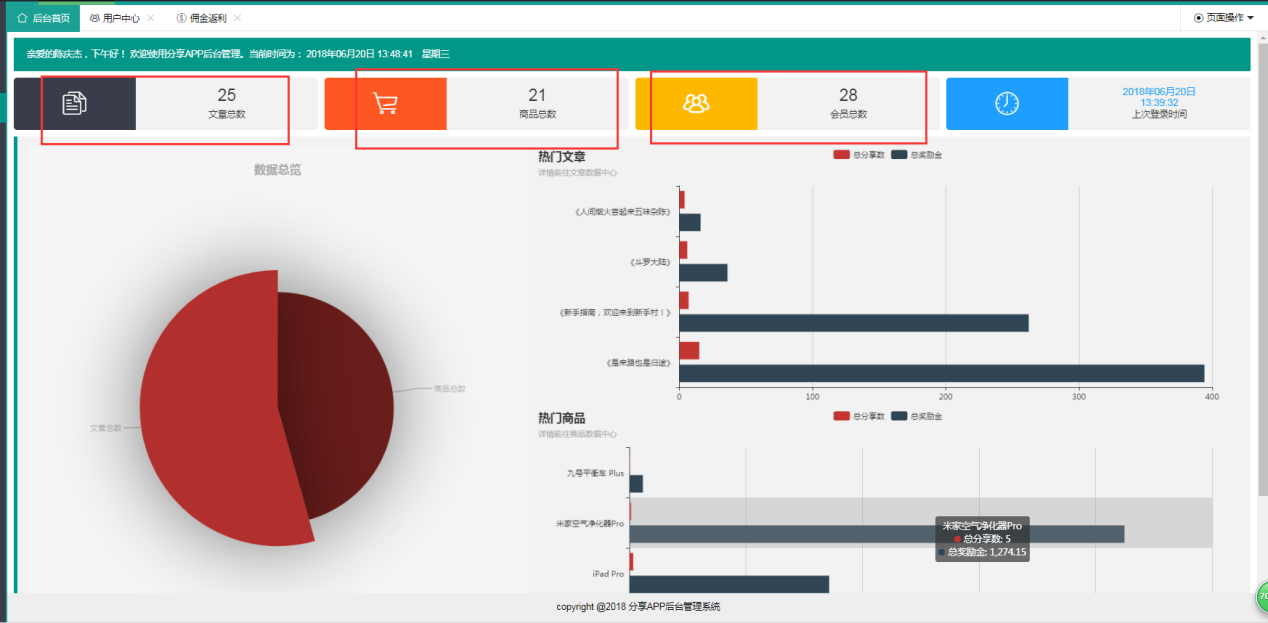 后台首页
用户中心
佣金返利
页面操作
亲爱的陈庆杰，下午好！ 欢迎使用分享APP后台管理。当前时间为： 2018年06月20日 13:48:41 星期三
25
文章总数
21
商品总数
28
会员总数
2018年06月20日
13:39:32
上次登录时间
数据总览
文章总数
商品总数
热门文章
详情前往文章数据中心
总分享数
总奖励金
《人间烟火尝起来五味杂陈》
《斗罗大陆》
《新手指南，欢迎来到新手村！》
《是来路也是归途》
0
100
200
300
400
热门商品
详情前往商品数据中心
总分享数
总奖励金
九号平衡车 Plus
米家空气净化器Pro
iPad Pro
米家空气净化器Pro
总分享数: 5
总奖励金: 1,274.15
copyright @2018 分享APP后台管理系统